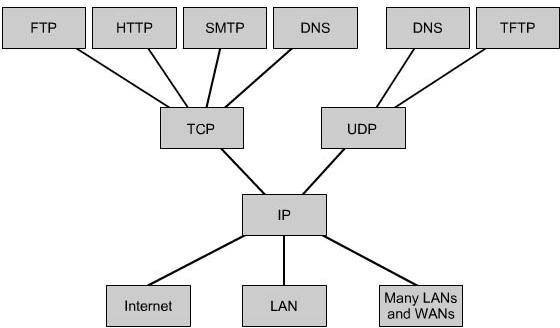 FTP
HTTP
SMTP
DNS
DNS
TFTP
TCP
UDP
IP
Internet
LAN
Many LANs
and WANs